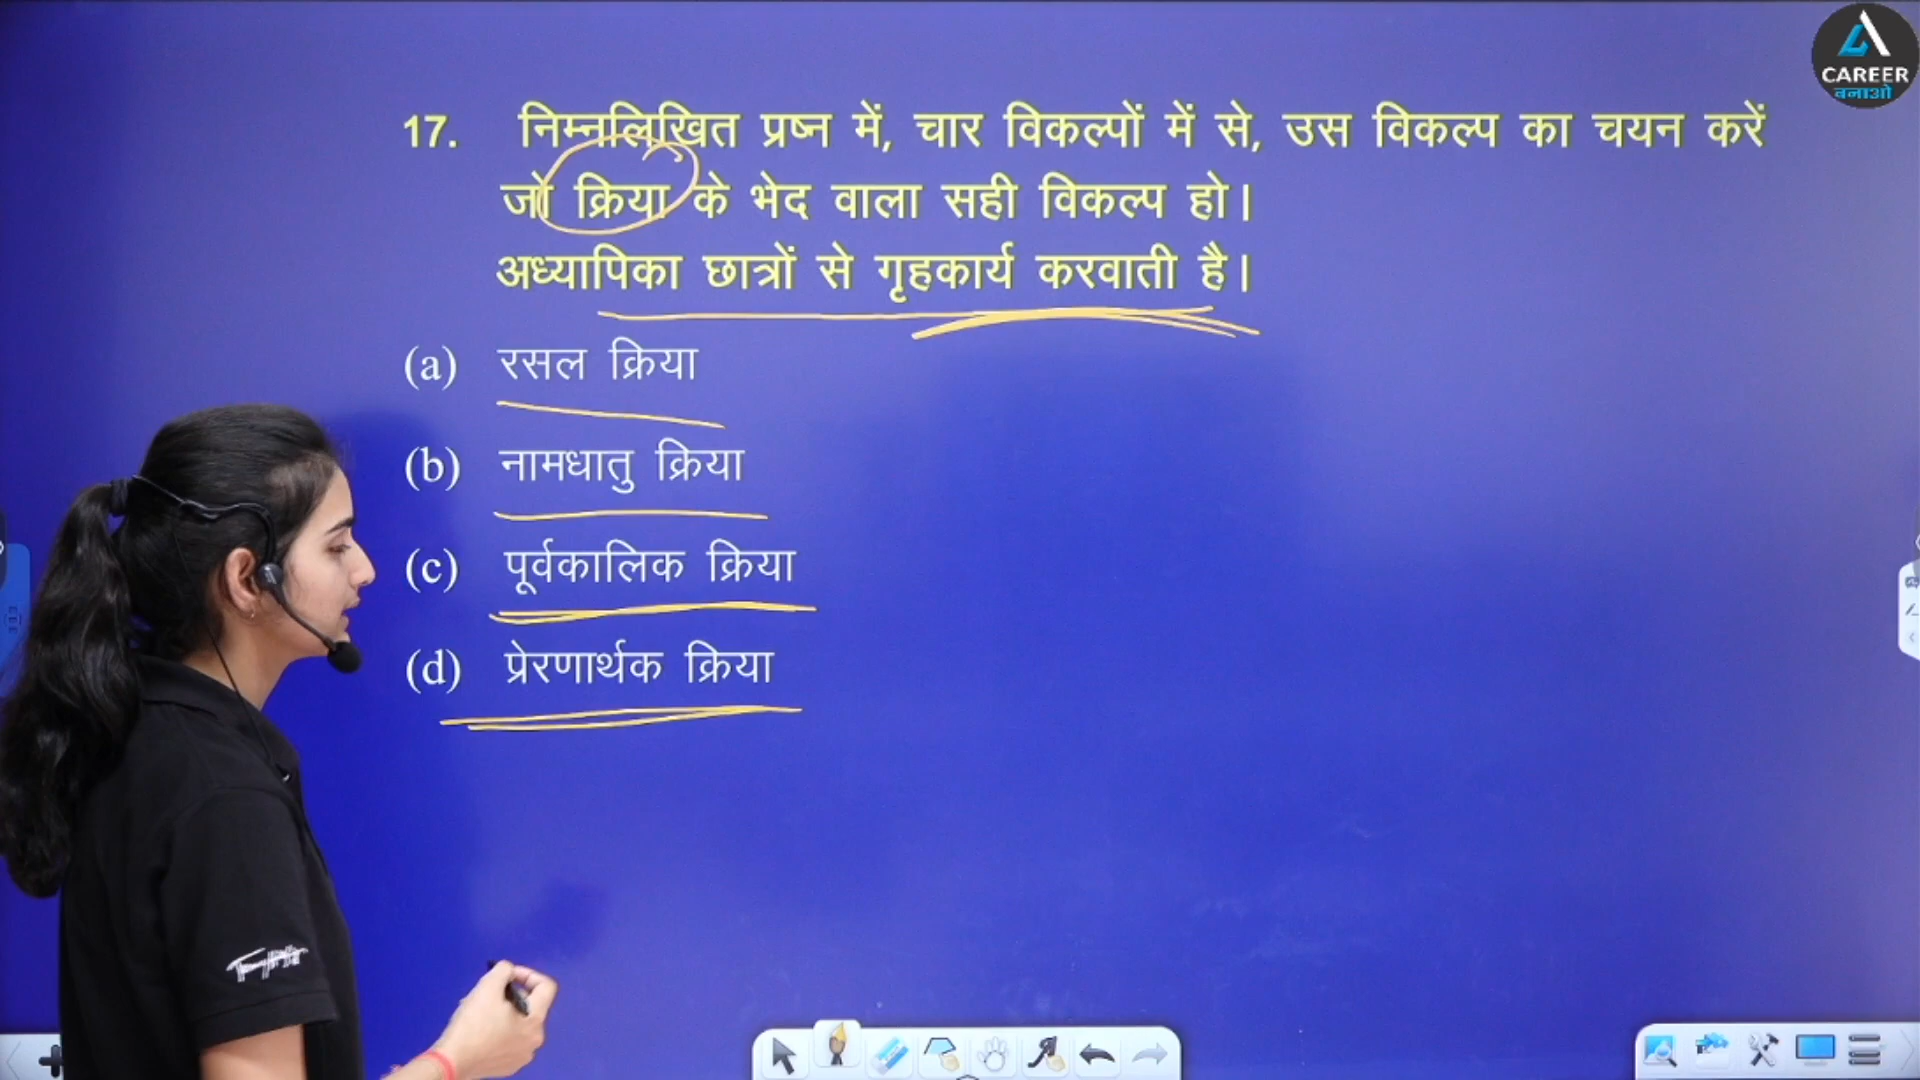 CAREER
बनाओ
17. निम्नलिखित प्रष्न में, चार विकल्पों में से, उस विकल्प का चयन करें
जो क्रिया के भेद वाला सही विकल्प हो।
अध्यापिका छात्रों से गृहकार्य करवाती है।
(a) रसल क्रिया
(b) नामधातु क्रिया
(c) पूर्वकालिक क्रिया
(d) प्रेरणार्थक क्रिया